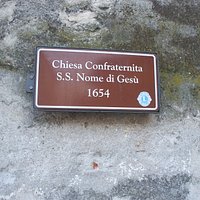 Chiesa Confraternita
S.S. Nome di Gesù
1654